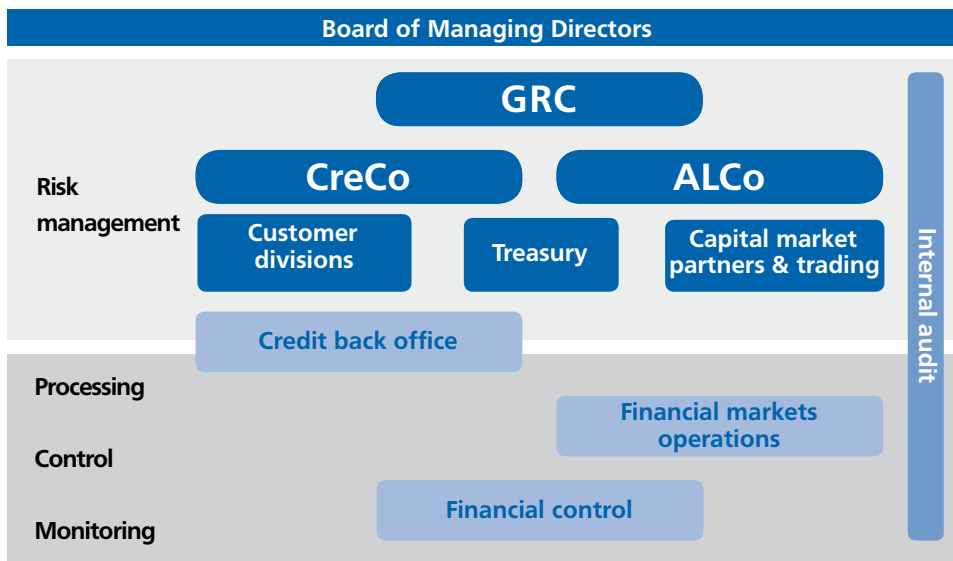 Board of Managing Directors
GRC
CreCo
ALCo
Risk
management
Customer
divisions
Treasury
Capital market
partners & trading
Internal audit
Credit back office
Processing
Financial markets
operations
Control
Financial control
Monitoring